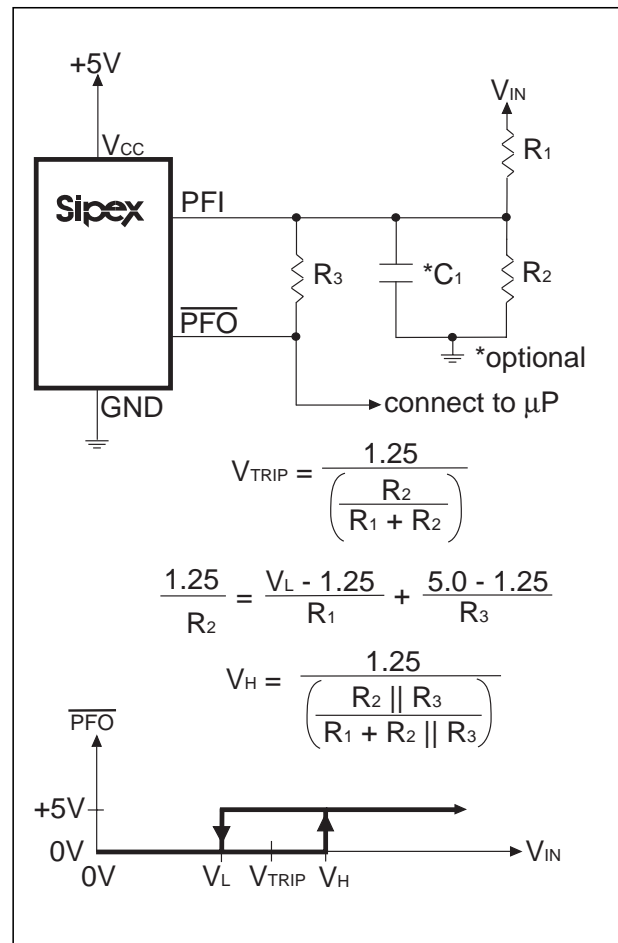 +5V
VIN
VCC
R1
Sipex
PFI
R3
*C1
R2
PFO
*optional
GND
connect to µP
VTRIP = 1.25 / (R2 / (R1 + R2))
1.25 / R2 = VL - 1.25 / R1 + 5.0 - 1.25 / R3
VH = 1.25 / (R2 || R3 / (R1 + R2 || R3))
PFO
+5V
0V
0V
VL
VTRIP
VH
VIN